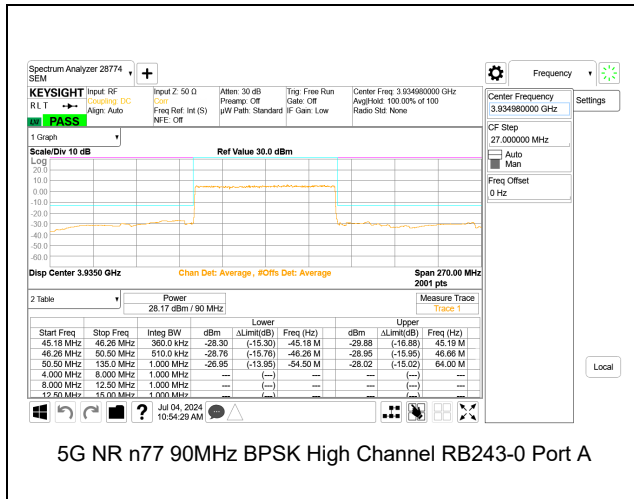 Spectrum Analyzer 28774
SEM
Frequency
KEYSIGHT
RLT
Input: RF
Coupling: DC
Align: Auto
Input Z: 50 Ω
Corr
Freq Ref: Int (S)
NFE: Off
Atten: 30 dB
Preamp: Off
µW Path: Standard
Trig: Free Run
Gate: Off
IF Gain: Low
Center Freq: 3.934980000 GHz
Avg|Hold: 100.00% of 100
Radio Std: None
PASS
Center Frequency
3.934980000 GHz
Settings
CF Step
27.000000 MHz
Auto
Man
Freq Offset
0 Hz
Local
1 Graph
Scale/Div 10 dB
Ref Value 30.0 dBm
Log
20.0
10.0
0.00
-10.0
-20.0
-30.0
-40.0
-50.0
-60.0
Disp Center 3.9350 GHz
Chan Det: Average, #Offs Det: Average
Span 270.00 MHz
2001 pts
2 Table
Power
28.17 dBm / 90 MHz
Measure Trace
Trace 1
Lower Upper
Start Freq Stop Freq Integ BW dBm ΔLimit(dB) Freq (Hz) dBm ΔLimit(dB) Freq (Hz)
45.18 MHz 46.26 MHz 360.0 kHz -28.30 (-15.30) -45.18 M -29.88 (-16.88) 45.19 M
46.26 MHz 50.50 MHz 510.0 kHz -28.76 (-15.76) -46.26 M -28.95 (-15.95) 46.66 M
50.50 MHz 135.0 MHz 1.000 MHz -26.95 (-13.95) -54.50 M -28.02 (-15.02) 64.00 M
4.000 MHz 8.000 MHz 1.000 MHz --- (---) --- --- (---) ---
8.000 MHz 12.50 MHz 1.000 MHz --- (---) --- --- (---) ---
12.50 MHz 15.00 MHz 1.000 MHz --- (---) --- --- (---) ---
Jul 04, 2024
10:54:29 AM
5G NR n77 90MHz BPSK High Channel RB243-0 Port A